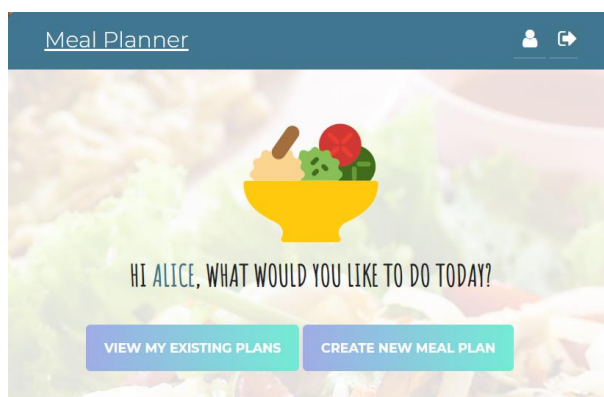 Meal Planner
HI ALICE, WHAT WOULD YOU LIKE TO DO TODAY?
VIEW MY EXISTING PLANS CREATE NEW MEAL PLAN